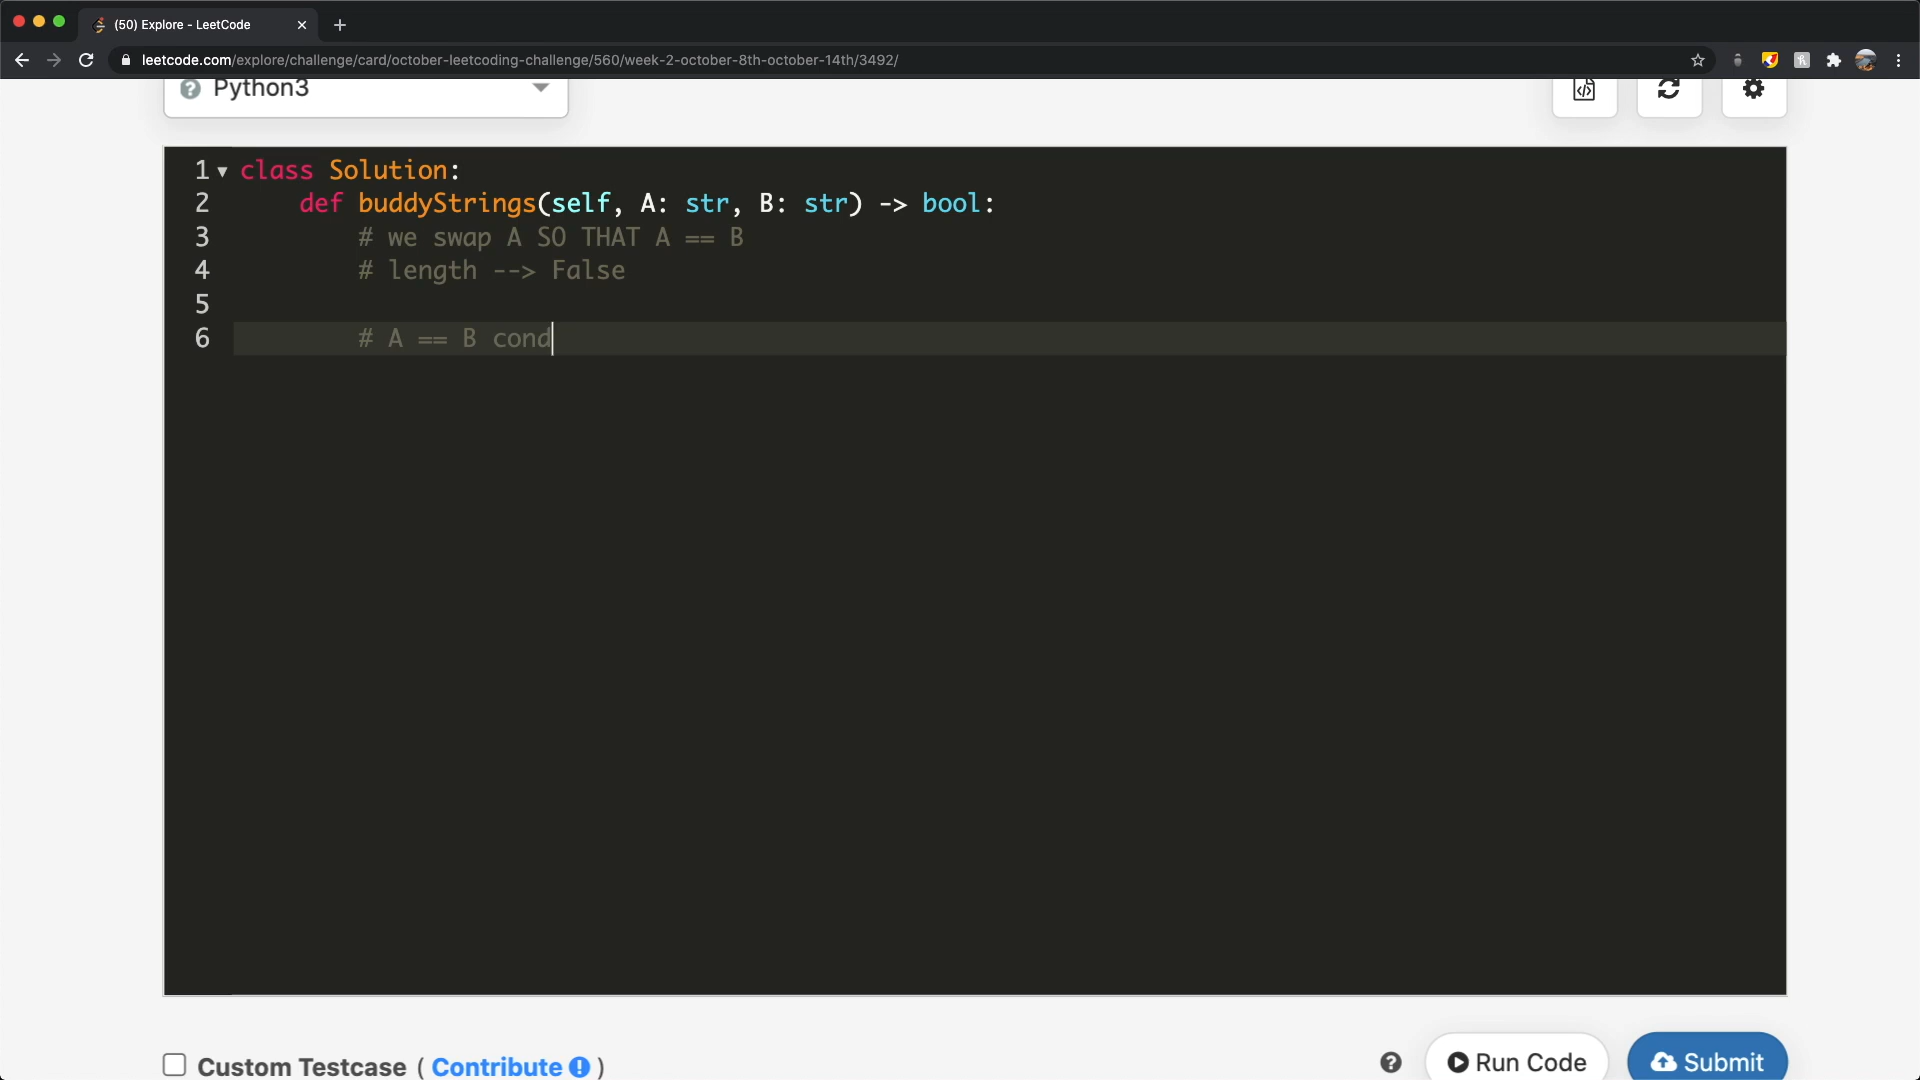 (50) Explore - LeetCode
leetcode.com/explore/challenge/card/october-leetcoding-challenge/560/week-2-october-8th-october-14th/3492/
Python3
1 class Solution:
2 def buddyStrings(self, A: str, B: str) -> bool:
3 # we swap A SO THAT A == B
4 # length --> False
5
6 # A == B cond
Custom Testcase ( Contribute )
Run Code
Submit